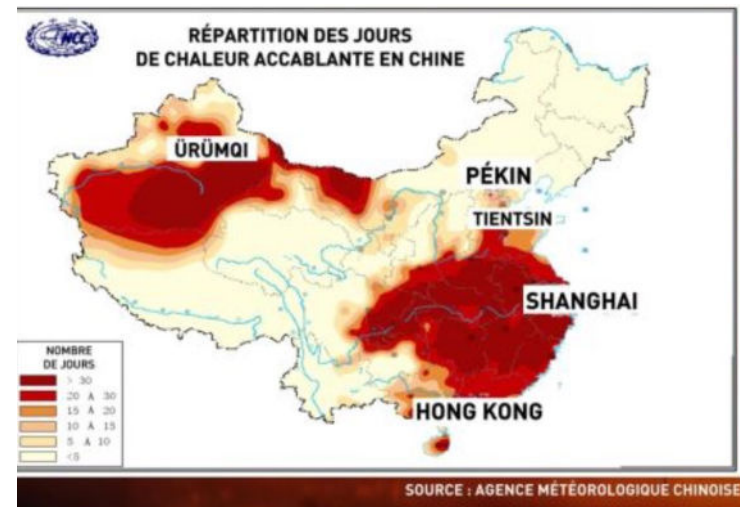 NCC
RÉPARTITION DES JOURS
DE CHALEUR ACCABLANTE EN CHINE
ÜRÜMQI
PÉKIN
TIENTSIN
SHANGHAI
HONG KONG
NOMBRE
DE JOURS
> 30
20 À 30
15 À 20
10 À 15
5 À 10
<5
SOURCE : AGENCE MÉTÉOROLOGIQUE CHINOISE